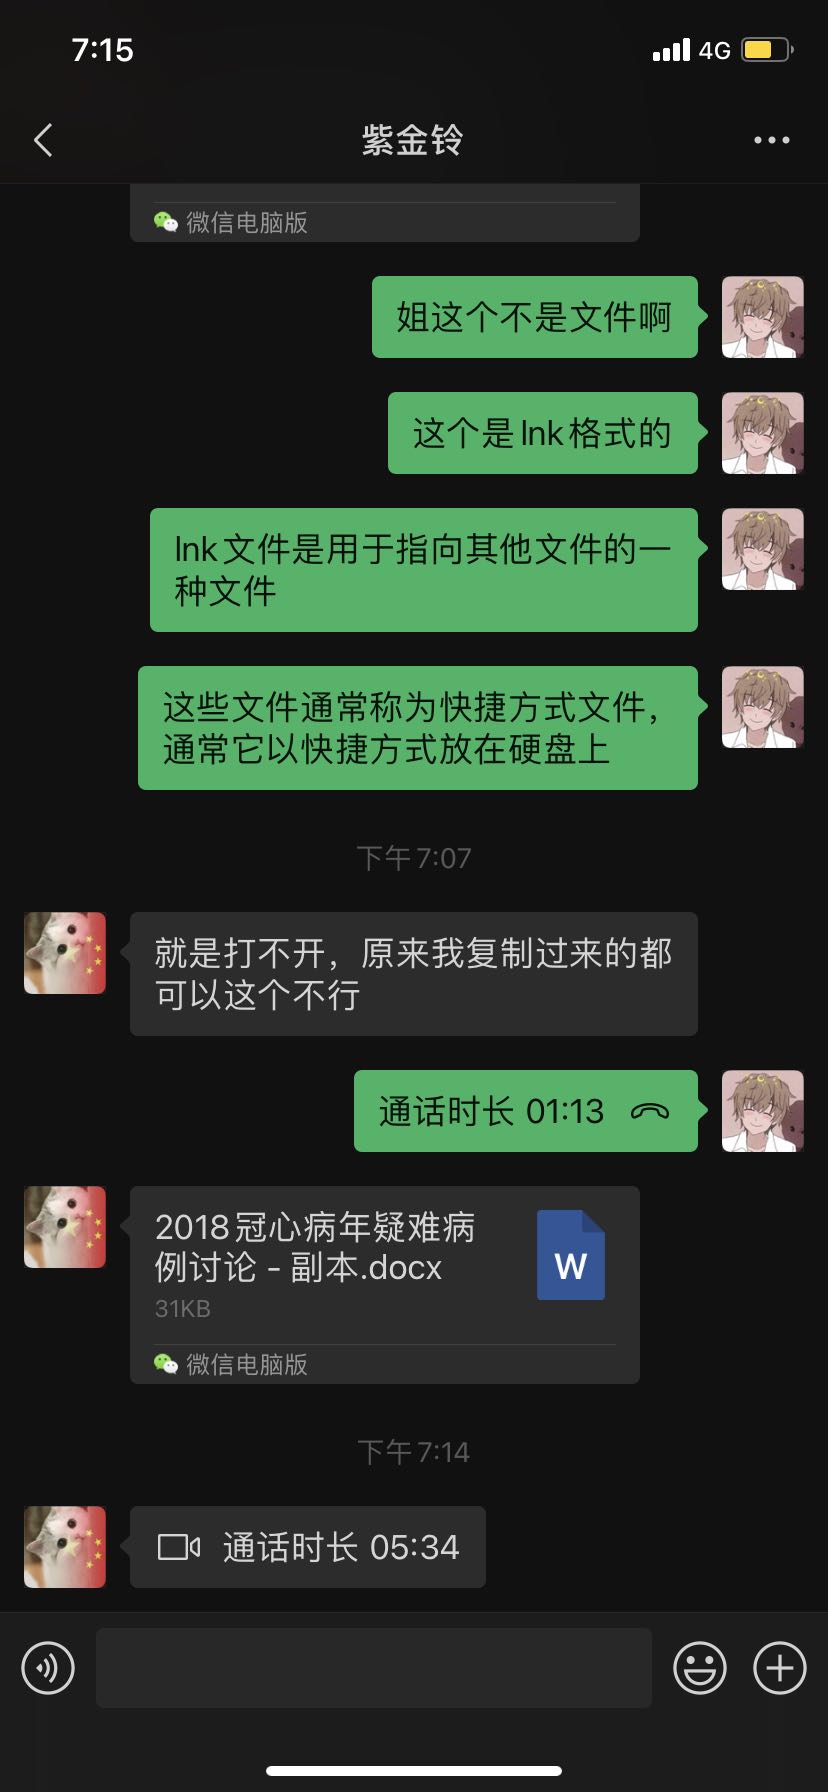 7:15
4G
紫金铃
微信电脑版
姐这个不是文件啊
这个是lnk格式的
lnk文件是用于指向其他文件的一
种文件
这些文件通常称为快捷方式文件，
通常它以快捷方式放在硬盘上
下午 7:07
就是打不开，原来我复制过来的都
可以这个不行
通话时长 01:13
2018冠心病年疑难病
例讨论 - 副本.docx
W
31KB
微信电脑版
下午 7:14
通话时长 05:34